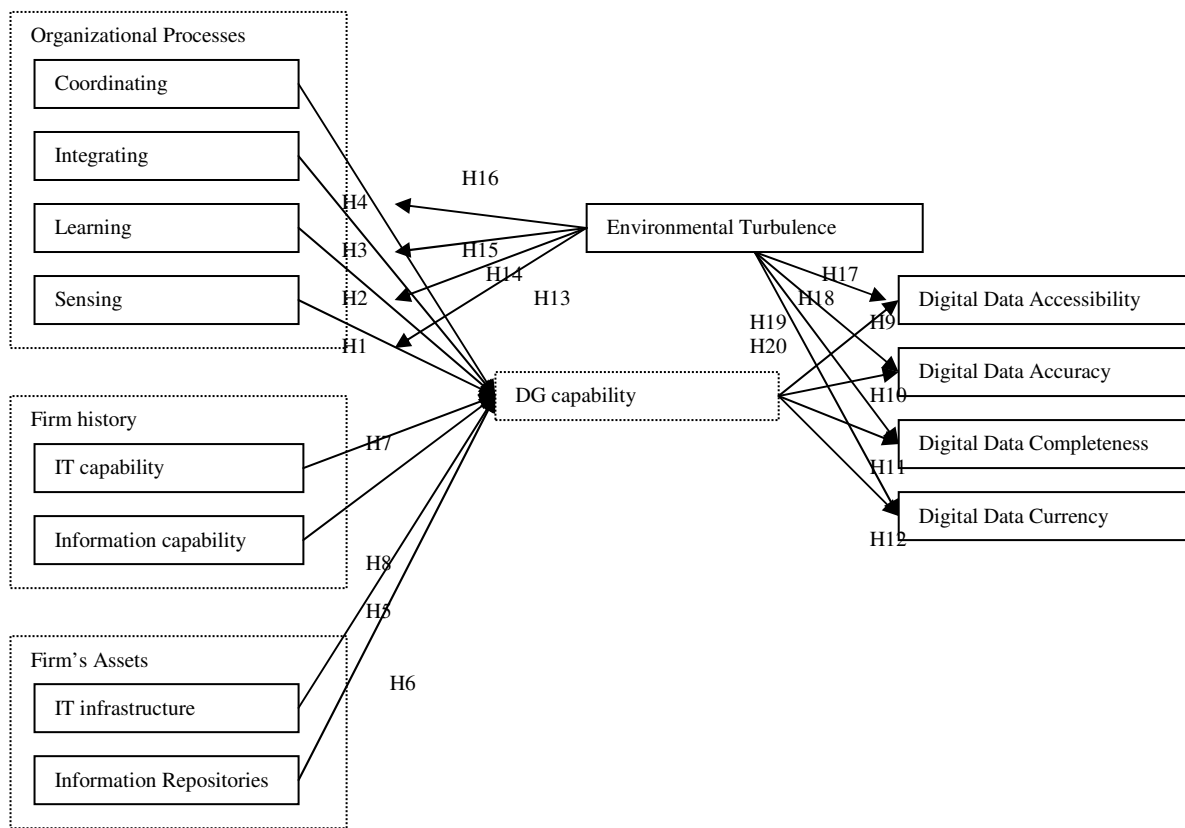 Organizational Processes
Coordinating
Integrating
Learning
Sensing
H4
H3
H2
H1
H16
H15
H14
H13
Environmental Turbulence
H17
H18
H19
H20
H9
H10
H11
H12
Digital Data Accessibility
Digital Data Accuracy
Digital Data Completeness
Digital Data Currency
DG capability
Firm history
IT capability
Information capability
H7
H8
H5
H6
Firm's Assets
IT infrastructure
Information Repositories